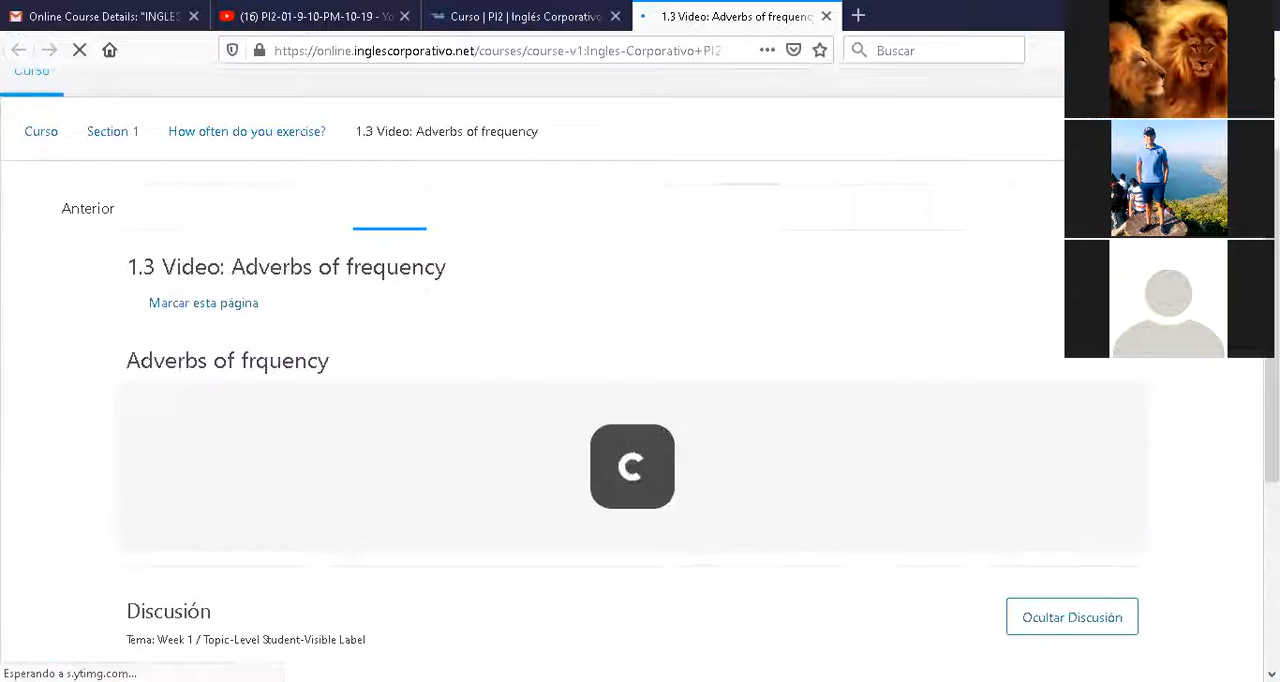 Online Course Details: "INGLES
(16) PI2-01-9-10-PM-10-19 - Yo
Curso | PI2 | Inglés Corporativo
1.3 Video: Adverbs of frequenc
https://online.inglescorporativo.net/courses/course-v1:Ingles-Corporativo+PI2
Buscar
Curso
Curso
Section 1
How often do you exercise?
1.3 Video: Adverbs of frequency
Anterior
1.3 Video: Adverbs of frequency
Marcar esta página
Adverbs of frquency
Discusión
Ocultar Discusión
Tema: Week 1 / Topic-Level Student-Visible Label
Esperando a s.ytimg.com...